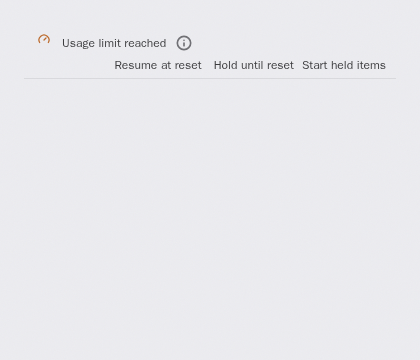 Usage limit reached
Resume at reset Hold until reset Start held items